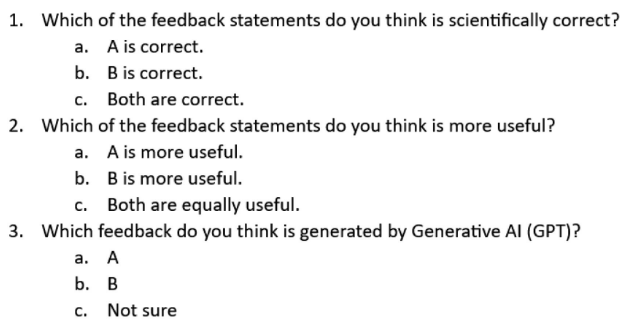 1. Which of the feedback statements do you think is scientifically correct?
a. A is correct.
b. B is correct.
c. Both are correct.
2. Which of the feedback statements do you think is more useful?
a. A is more useful.
b. B is more useful.
c. Both are equally useful.
3. Which feedback do you think is generated by Generative AI (GPT)?
a. A
b. B
c. Not sure